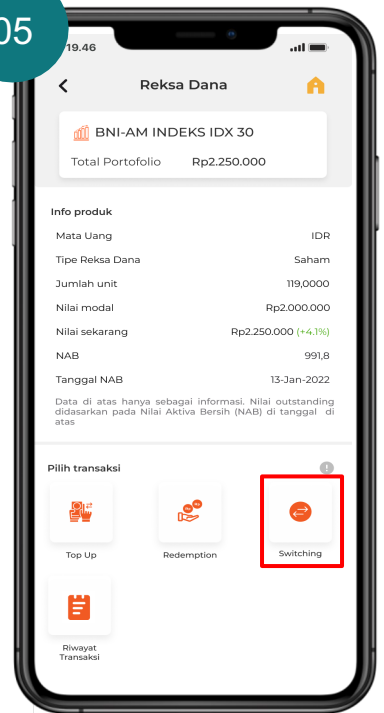 05
19.46
Reksa Dana
BNI-AM INDEKS IDX 30
Total Portofolio Rp2.250.000
Info produk
Mata Uang IDR
Tipe Reksa Dana Saham
Jumlah unit 119,0000
Nilai modal Rp2.000.000
Nilai sekarang Rp2.250.000 (+4.1%)
NAB 991,8
Tanggal NAB 13-Jan-2022
Data di atas hanya sebagai informasi. Nilai outstanding
didasarkan pada Nilai Aktiva Bersih (NAB) di tanggal di
atas
Pilih transaksi
Top Up Redemption Switching
Riwayat
Transaksi